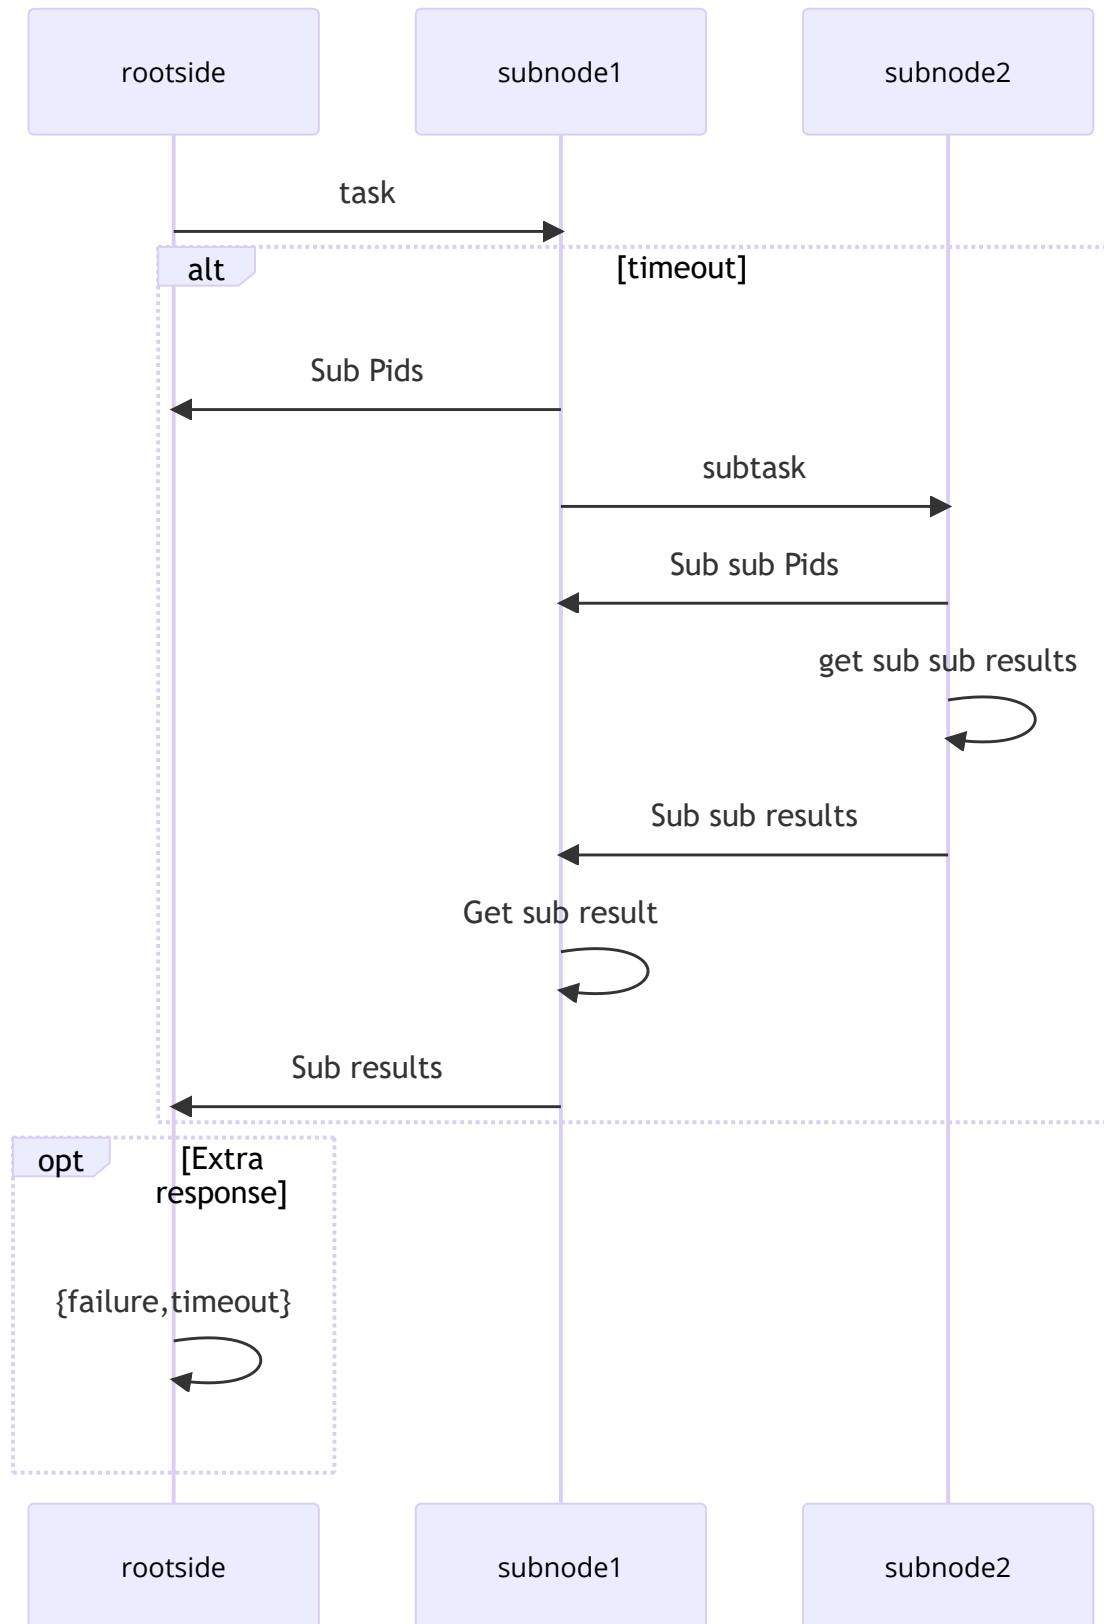 rootside
subnode1
subnode2
task
alt
[timeout]
Sub Pids
subtask
Sub sub Pids
get sub sub results
Sub sub results
Get sub result
Sub results
opt
[Extra
response]
{failure,timeout}
rootside
subnode1
subnode2